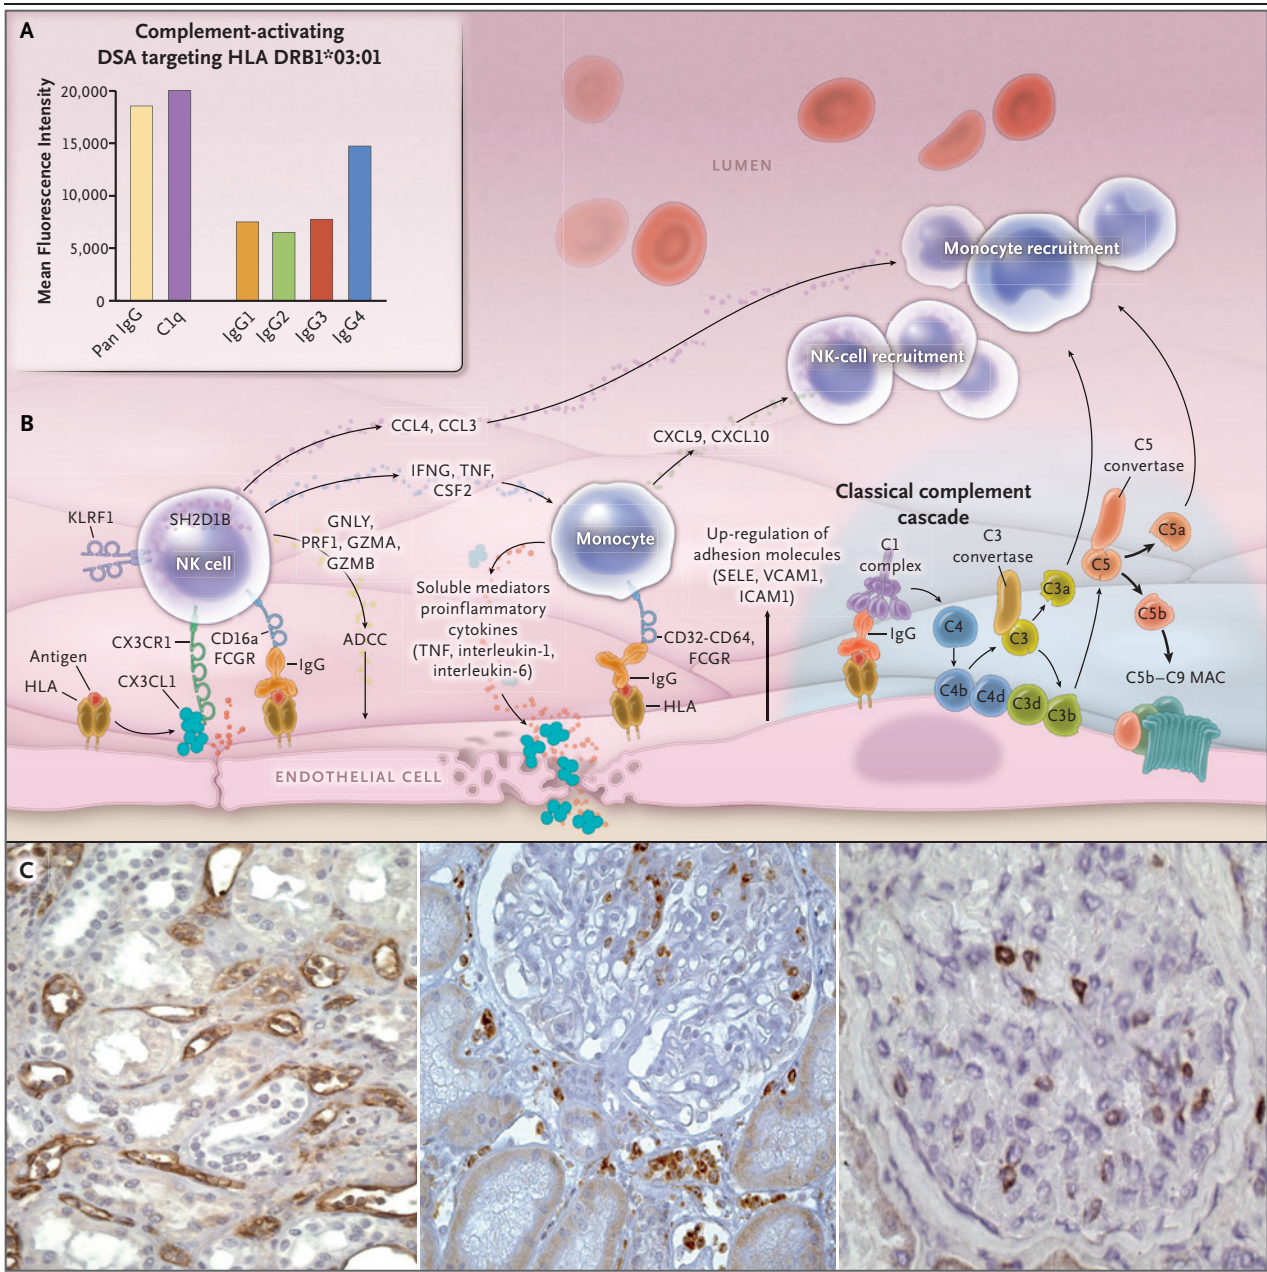 A
Complement-activating
DSA targeting HLA DRB1*03:01
Mean Fluorescence Intensity
20,000
15,000
10,000
5,000
0
Pan IgG
C1q
IgG1
IgG2
IgG3
IgG4
LUMEN
Monocyte recruitment
NK-cell recruitment
B
CCL4, CCL3
IFNG, TNF,
CSF2
CXCL9, CXCL10
KLRF1
SH2D1B
NK cell
GNLY,
PRF1, GZMA,
GZMB
Monocyte
Soluble mediators
proinflammatory
cytokines
(TNF, interleukin-1,
interleukin-6)
Up-regulation of
adhesion molecules
(SELE, VCAM1,
ICAM1)
Classical complement
cascade
C1
complex
C3
convertase
C5
convertase
C5a
C5
C3a
C5b
C4
C3
IgG
C4b
C4d
C3d
C3b
C5b–C9 MAC
CX3CR1
CD16a
FCGR
ADCC
IgG
CD32-CD64,
FCGR
IgG
HLA
Antigen
HLA
CX3CL1
ENDOTHELIAL CELL
C